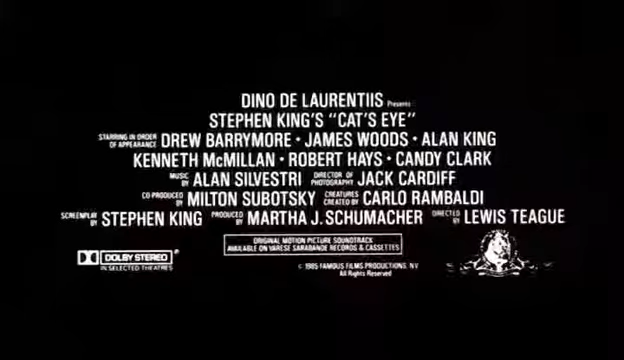 DINO DE LAURENTIIS Presents
STEPHEN KING'S "CAT'S EYE"
STARRING IN ORDER OF APPEARANCE DREW BARRYMORE • JAMES WOODS • ALAN KING
KENNETH McMILLAN • ROBERT HAYS • CANDY CLARK
MUSIC BY ALAN SILVESTRI DIRECTOR OF PHOTOGRAPHY JACK CARDIFF
CO-PRODUCED BY MILTON SUBOTSKY CREATURES CREATED BY CARLO RAMBALDI
SCREENPLAY BY STEPHEN KING PRODUCED BY MARTHA J. SCHUMACHER DIRECTED BY LEWIS TEAGUE
ORIGINAL MOTION PICTURE SOUNDTRACK
AVAILABLE ON VARESE SARABANDE RECORDS & CASSETTES
DOLBY STEREO
IN SELECTED THEATRES
© 1985 FAMOUS FILMS PRODUCTIONS, N.V.
All Rights Reserved